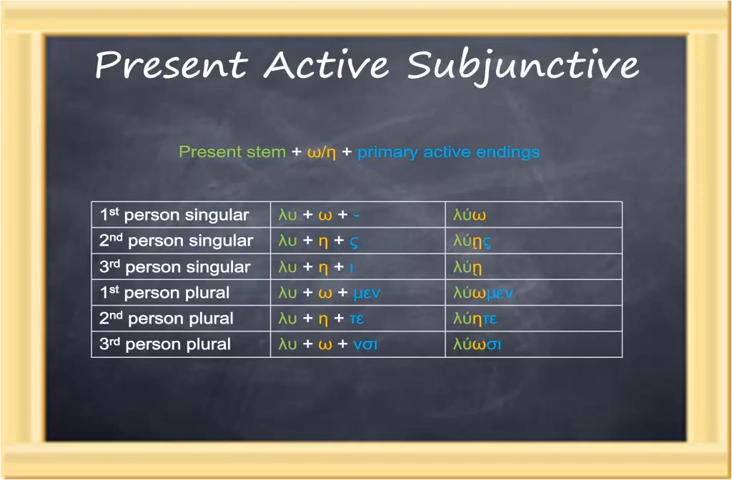 Present Active Subjunctive
Present stem + ω/η + primary active endings
1st person singular λυ + ω + - λύω
2nd person singular λυ + η + ς λύῃς
3rd person singular λυ + η + ι λύῃ
1st person plural λυ + ω + μεν λύωμεν
2nd person plural λυ + η + τε λύητε
3rd person plural λυ + ω + νσι λύωσι